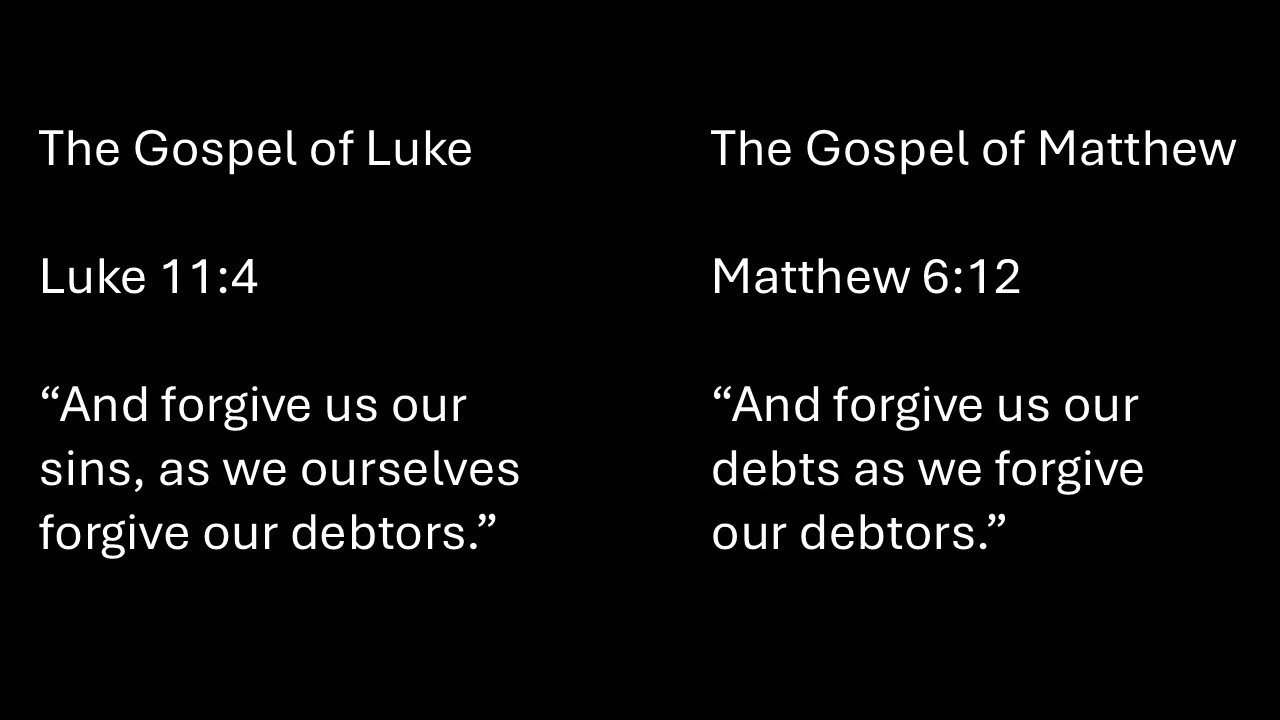 The Gospel of Luke
Luke 11:4
“And forgive us our
sins, as we ourselves
forgive our debtors.”
The Gospel of Matthew
Matthew 6:12
“And forgive us our
debts as we forgive
our debtors.”